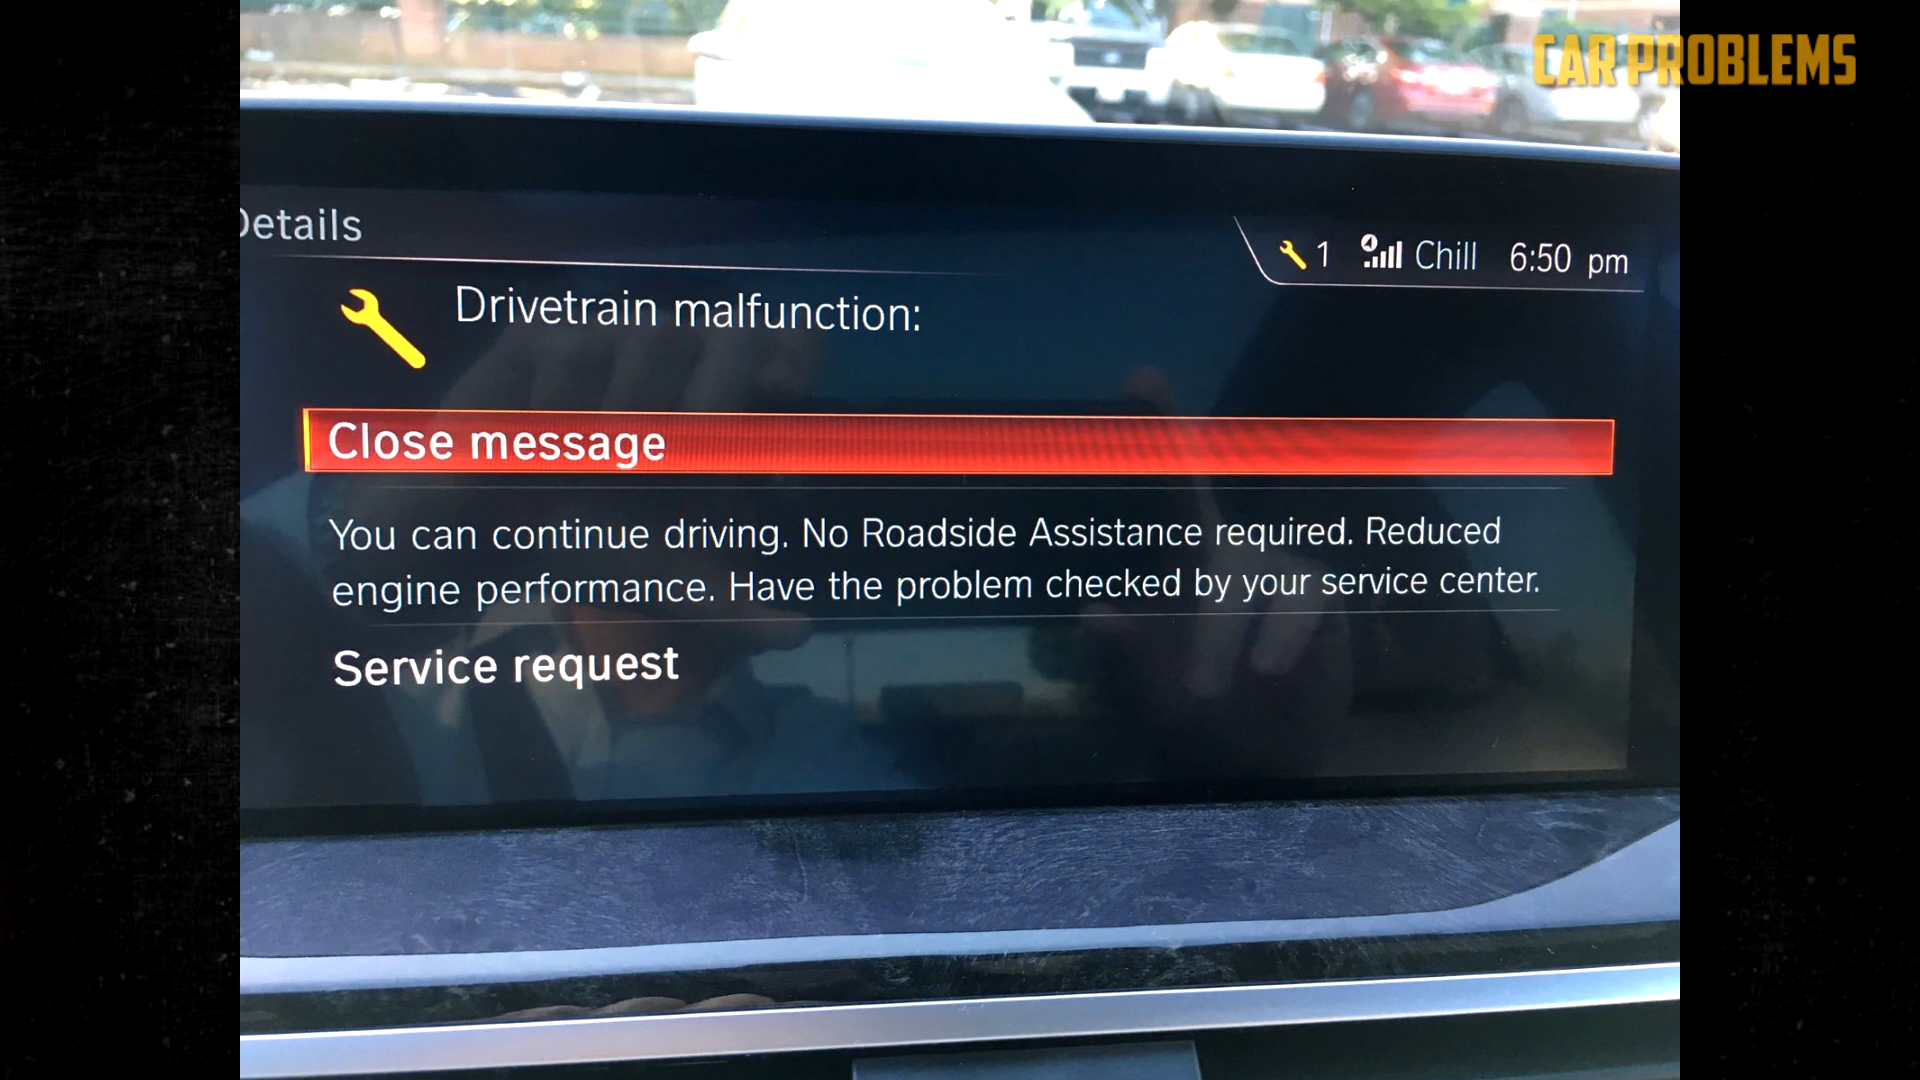 CAR PROBLEMS
Details
1 Chill 6:50 pm
Drivetrain malfunction:
Close message
You can continue driving. No Roadside Assistance required. Reduced
engine performance. Have the problem checked by your service center.
Service request